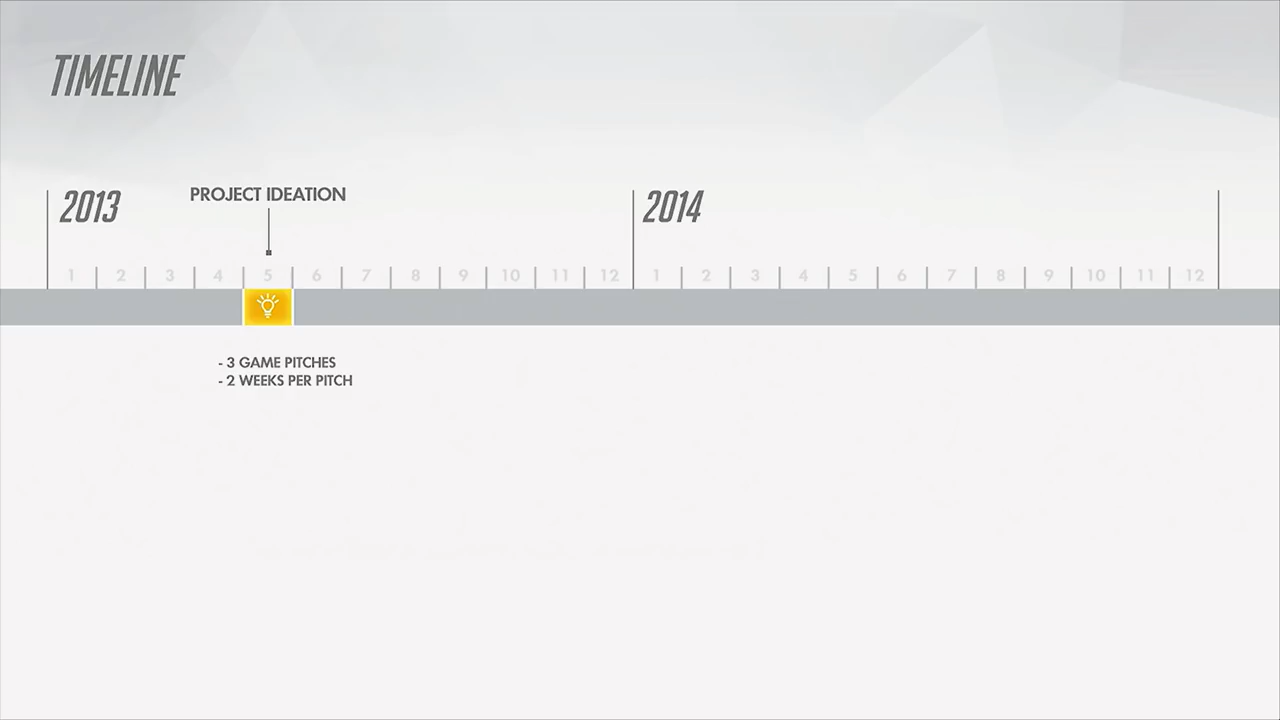 TIMELINE
2013
PROJECT IDEATION
2014
1 2 3 4 5 6 7 8 9 10 11 12 1 2 3 4 5 6 7 8 9 10 11 12
- 3 GAME PITCHES
- 2 WEEKS PER PITCH